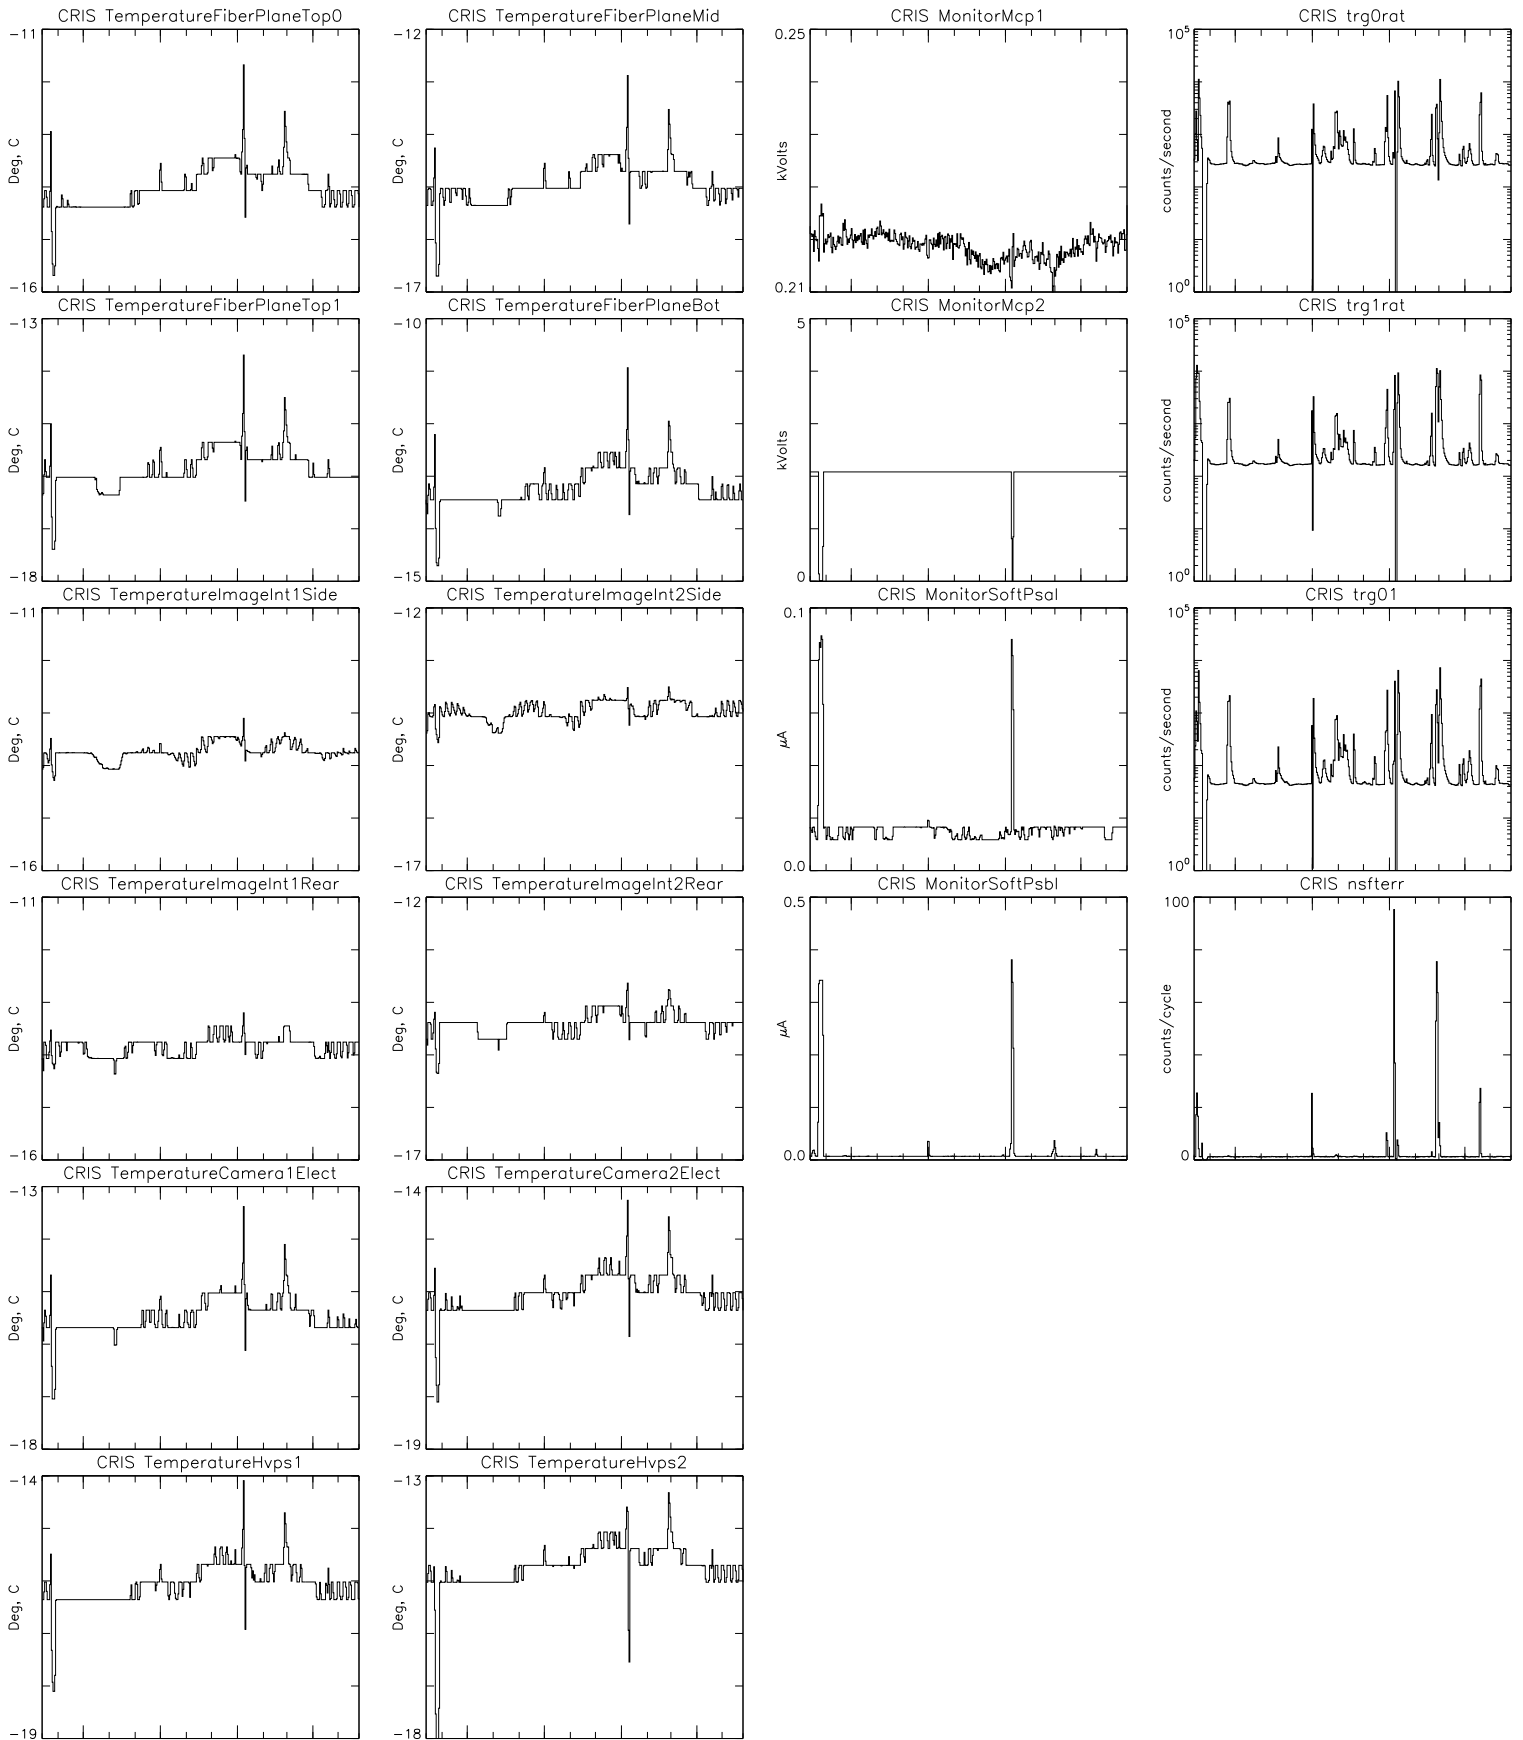 CRIS TemperatureFiberPlaneTop0
-11
Deg, C
-16
CRIS TemperatureFiberPlaneMid
-12
Deg, C
-17
CRIS MonitorMcp1
0.25
kVolts
0.21
CRIS trg0rat
10^5
counts/second
10^0
CRIS TemperatureFiberPlaneTop1
-13
Deg, C
-18
CRIS TemperatureFiberPlaneBot
-10
Deg, C
-15
CRIS MonitorMcp2
5
kVolts
0
CRIS trg1rat
10^5
counts/second
10^0
CRIS TemperatureImageInt1Side
-11
Deg, C
-16
CRIS TemperatureImageInt2Side
-12
Deg, C
-17
CRIS MonitorSoftPsaI
0.1
μA
0.0
CRIS trg01
10^5
counts/second
10^0
CRIS TemperatureImageInt1Rear
-11
Deg, C
-16
CRIS TemperatureImageInt2Rear
-12
Deg, C
-17
CRIS MonitorSoftPsbI
0.5
μA
0.0
CRIS nsfterr
100
counts/cycle
0
CRIS TemperatureCamera1Elect
-13
Deg, C
-18
CRIS TemperatureCamera2Elect
-14
Deg, C
-19
CRIS TemperatureHvps1
-14
Deg, C
-19
CRIS TemperatureHvps2
-13
Deg, C
-18